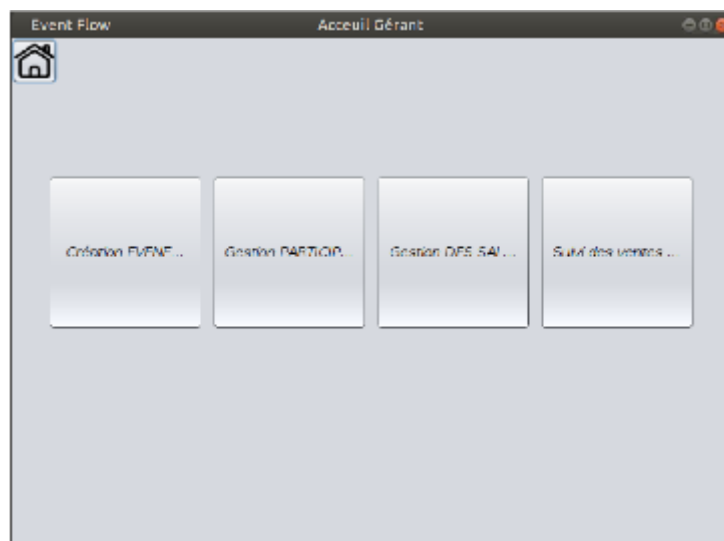 Event Flow Acceuil Gérant
Création EVENE... Gestion PARTICIP... Gestion DES SAL... Suivi des ventes ...